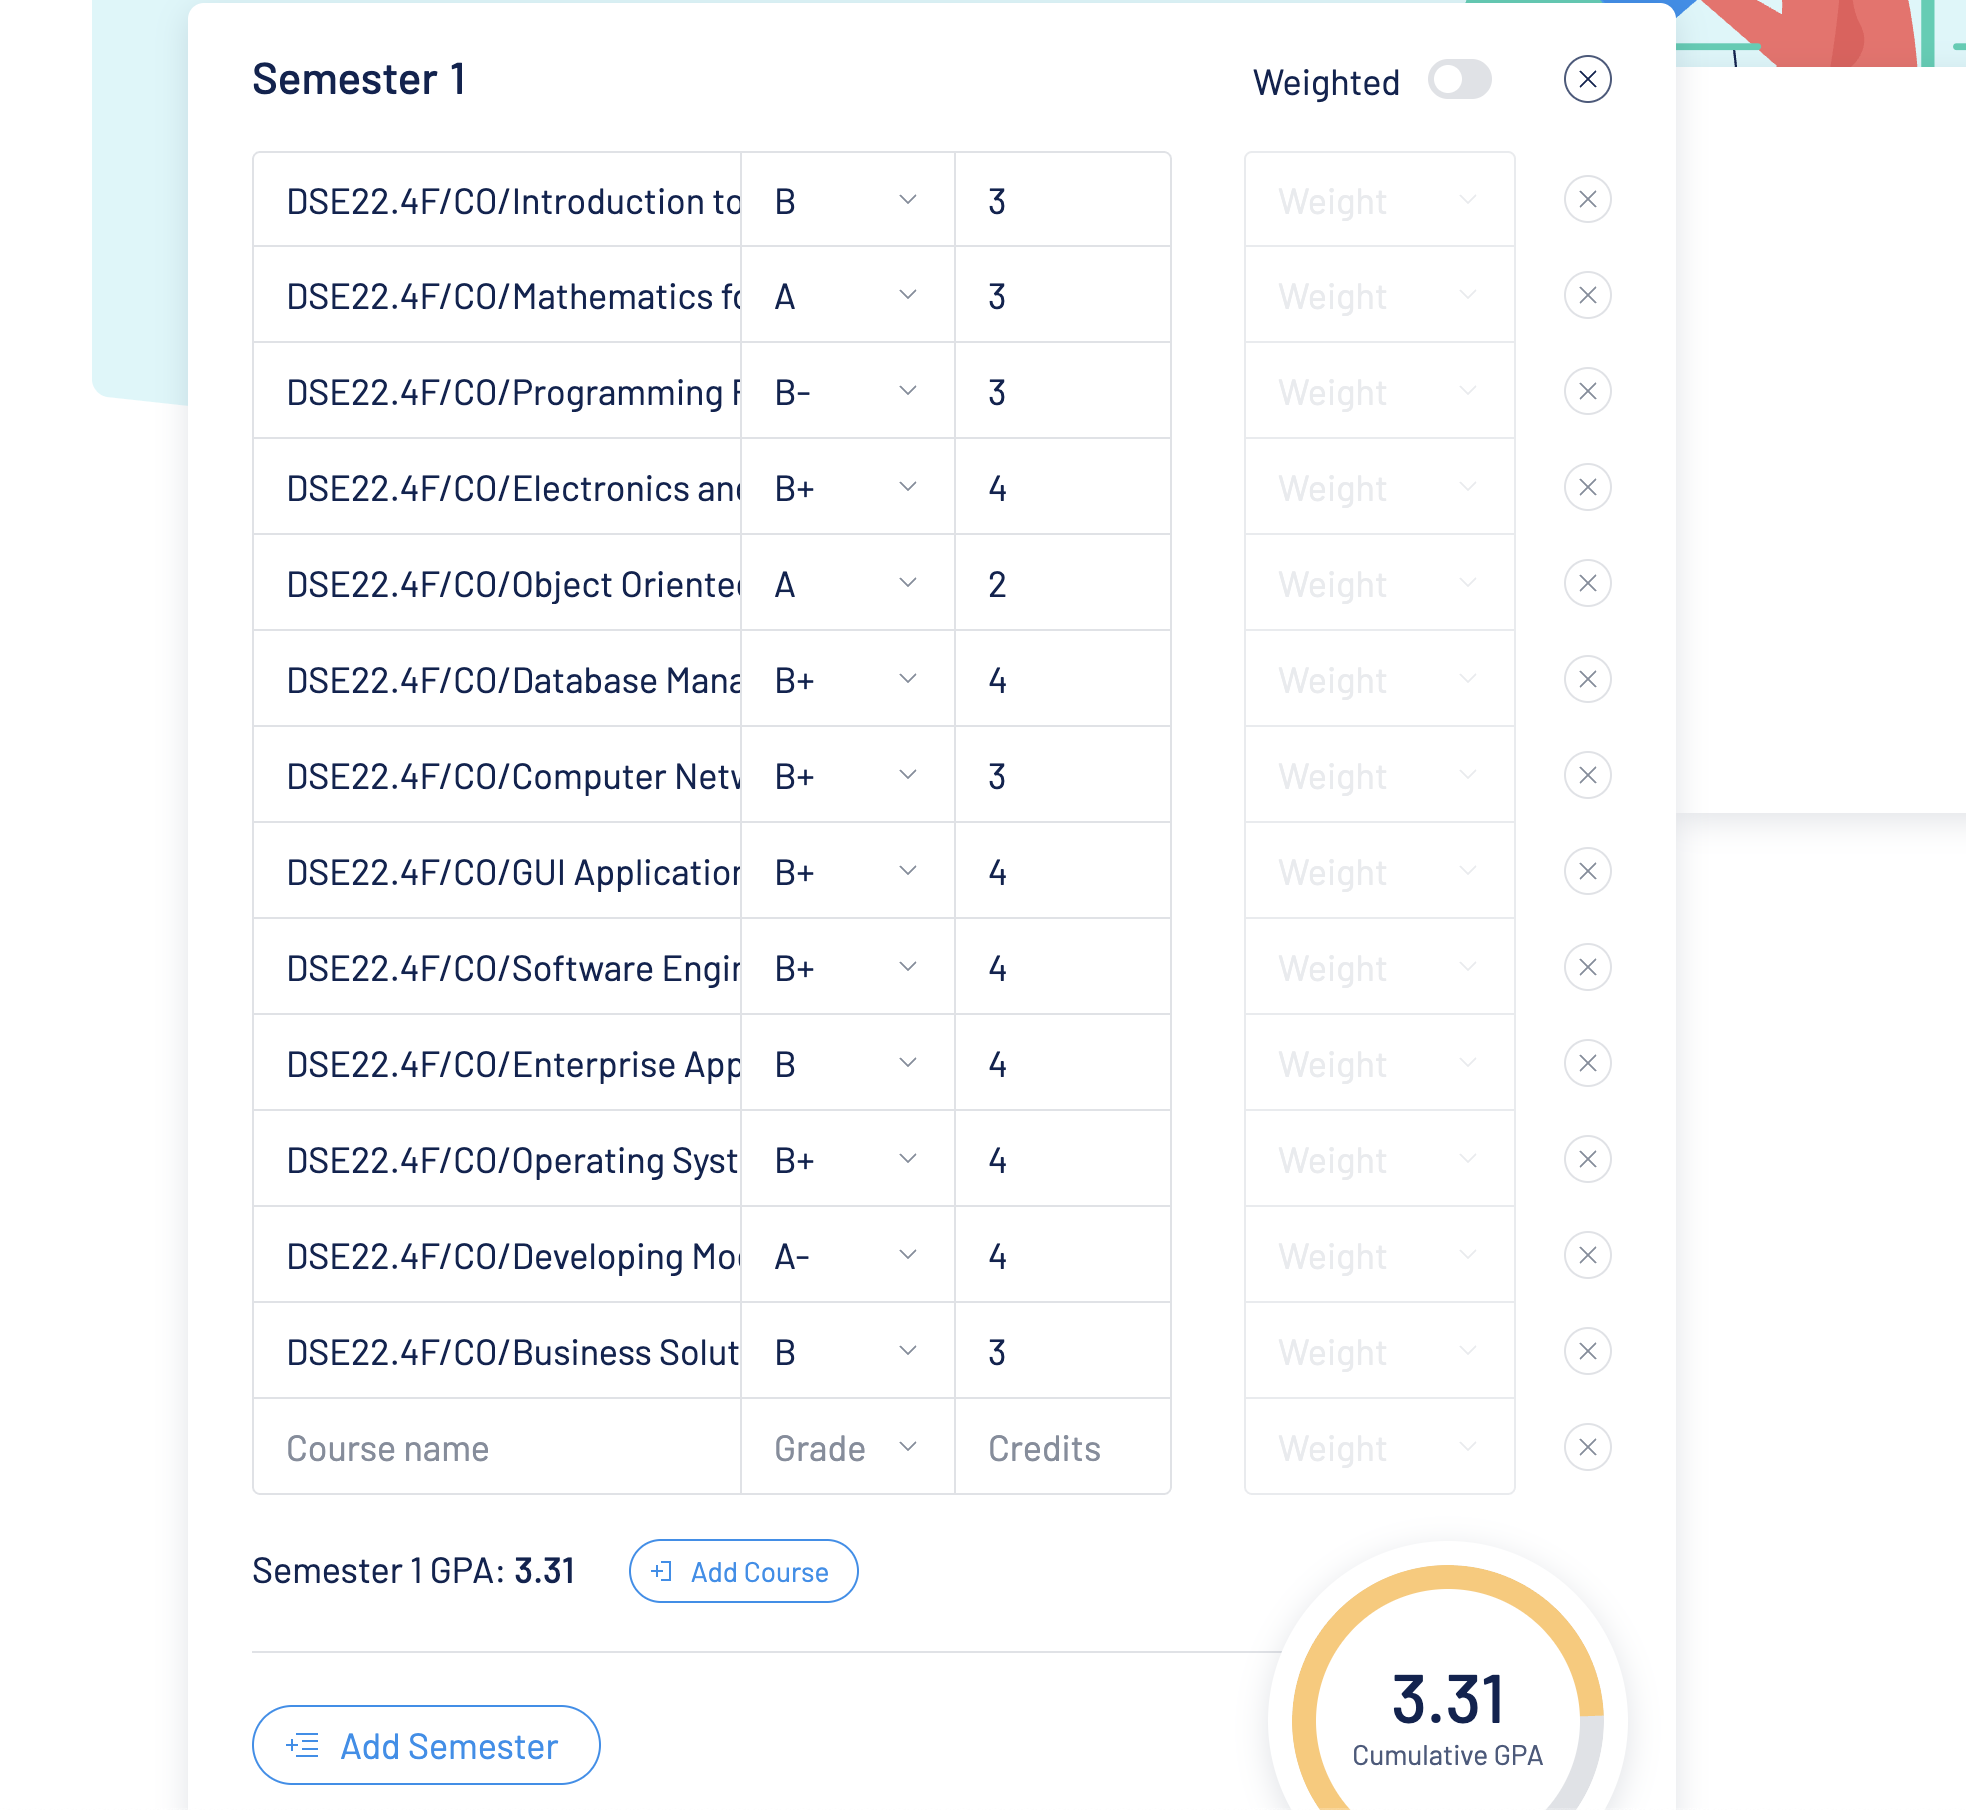 Semester 1 Weighted
DSE22.4F/CO/Introduction to B 3 Weight
DSE22.4F/CO/Mathematics fo A 3 Weight
DSE22.4F/CO/Programming B- 3 Weight
DSE22.4F/CO/Electronics and B+ 4 Weight
DSE22.4F/CO/Object Oriented A 2 Weight
DSE22.4F/CO/Database Mana B+ 4 Weight
DSE22.4F/CO/Computer Netw B+ 3 Weight
DSE22.4F/CO/GUI Application B+ 4 Weight
DSE22.4F/CO/Software Engin B+ 4 Weight
DSE22.4F/CO/Enterprise App B 4 Weight
DSE22.4F/CO/Operating Syst B+ 4 Weight
DSE22.4F/CO/Developing Mod A- 4 Weight
DSE22.4F/CO/Business Solut B 3 Weight
Course name Grade Credits Weight
Semester 1 GPA: 3.31 Add Course
3.31
Cumulative GPA
Add Semester